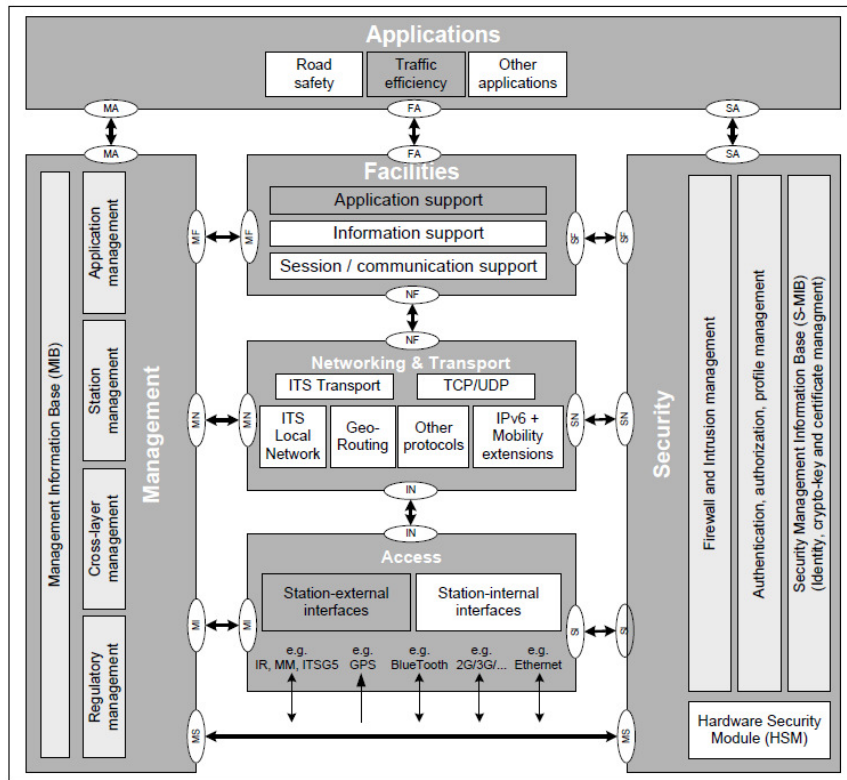 Applications
Road
safety
Traffic
efficiency
Other
applications
MA
FA
SA
MA
FA
SA
Management Information Base (MIB)
Application
management
Station
management
Cross-layer
management
Regulatory
management
Management
MF
MF
MN
MN
MI
MI
MS
Facilities
Application support
Information support
Session / communication support
NF
NF
Networking & Transport
ITS Transport
TCP/UDP
ITS
Local
Network
Geo-
Routing
Other
protocols
IPv6 +
Mobility
extensions
IN
IN
Access
Station-external
interfaces
Station-internal
interfaces
e.g.
IR, MM, ITSG5
e.g.
GPS
e.g.
BlueTooth
e.g.
2G/3G/...
e.g.
Ethernet
SF
SF
SN
SN
SI
SI
MS
Security
Firewall and Intrusion management
Authentication, authorization, profile management
Security Management Information Base (S-MIB)
(Identity, crypto-key and certificate managment)
Hardware Security
Module (HSM)